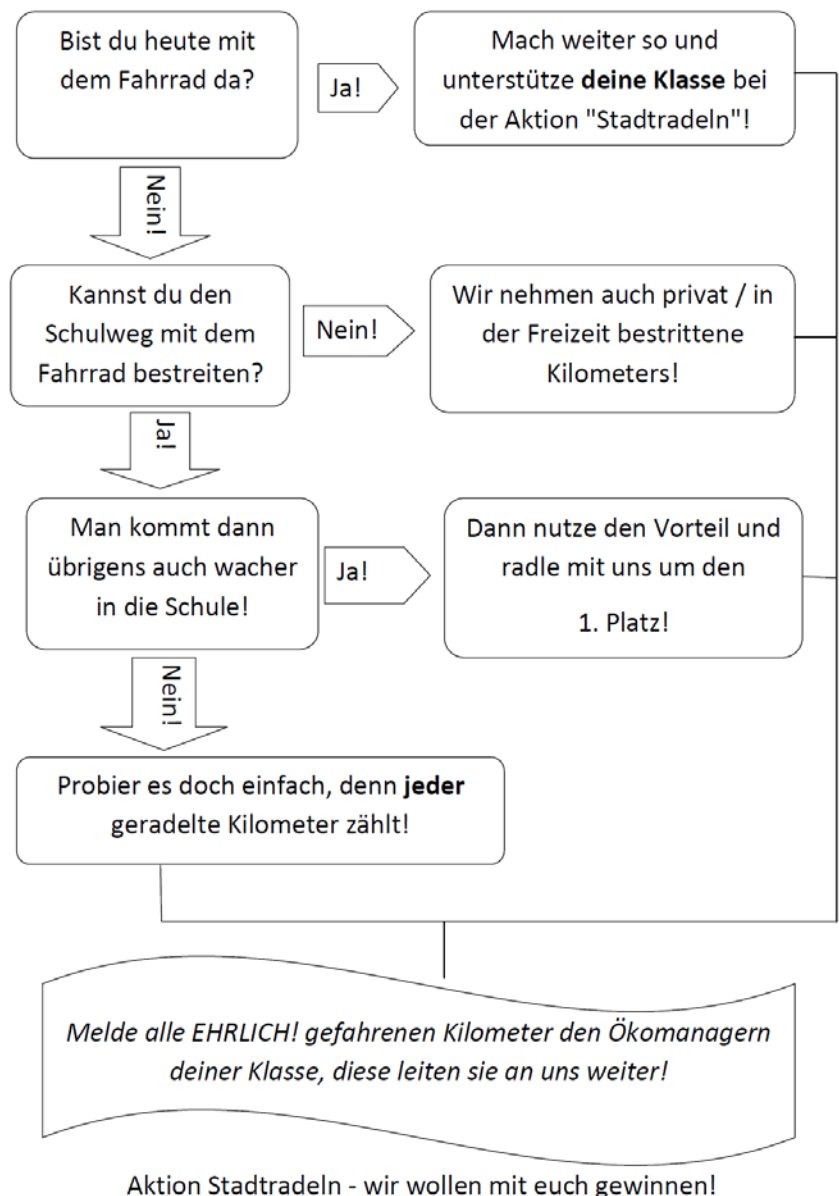 Bist du heute mit
dem Fahrrad da?
Ja!
Mach weiter so und
unterstütze deine Klasse bei
der Aktion "Stadtradeln"!
Nein!
Kannst du den
Schulweg mit dem
Fahrrad bestreiten?
Nein!
Wir nehmen auch privat / in
der Freizeit bestrittene
Kilometers!
Ja!
Man kommt dann
übrigens auch wacher
in die Schule!
Ja!
Dann nutze den Vorteil und
radle mit uns um den
1. Platz!
Nein!
Probier es doch einfach, denn jeder
geradelte Kilometer zählt!
Melde alle EHRLICH! gefahrenen Kilometer den Ökomanagern
deiner Klasse, diese leiten sie an uns weiter!
Aktion Stadtradeln - wir wollen mit euch gewinnen!